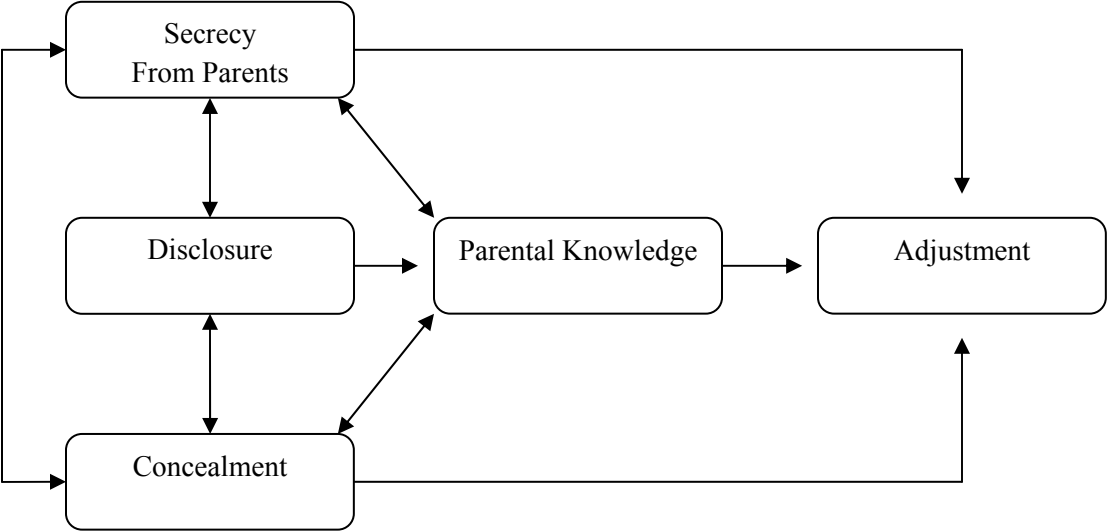 Secrecy
From Parents
Disclosure
Parental Knowledge
Adjustment
Concealment